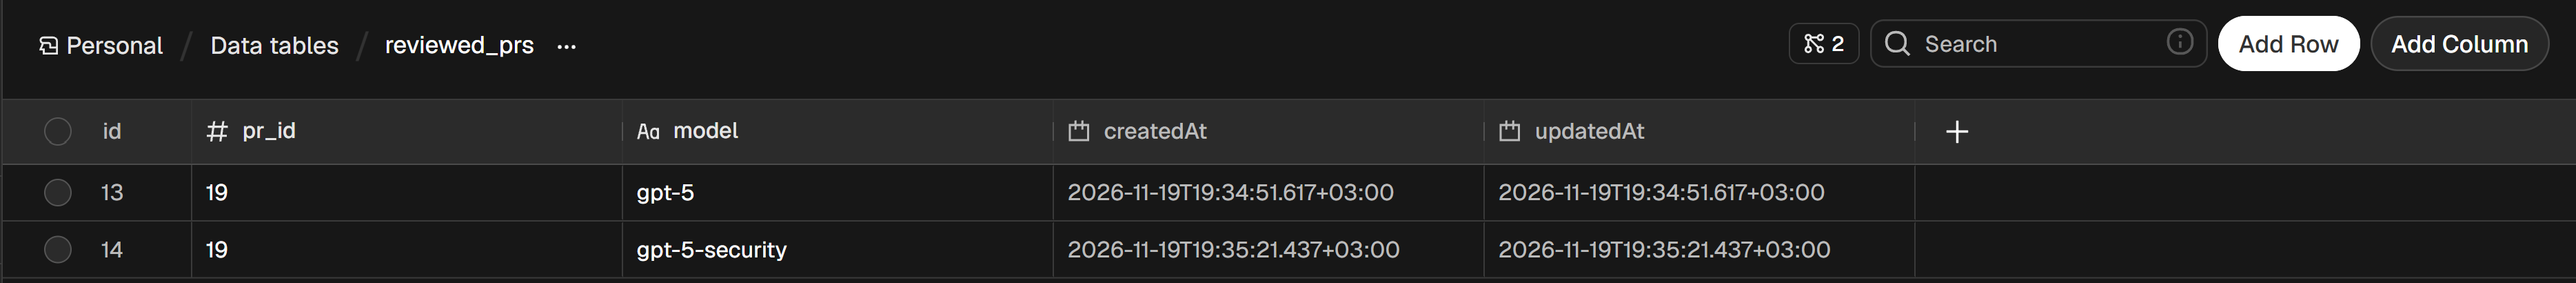 Personal / Data tables / reviewed_prs ...
2 Search Add Row Add Column
id # pr_id Aa model createdAt updatedAt +
13 19 gpt-5 2026-11-19T19:34:51.617+03:00 2026-11-19T19:34:51.617+03:00
14 19 gpt-5-security 2026-11-19T19:35:21.437+03:00 2026-11-19T19:35:21.437+03:00